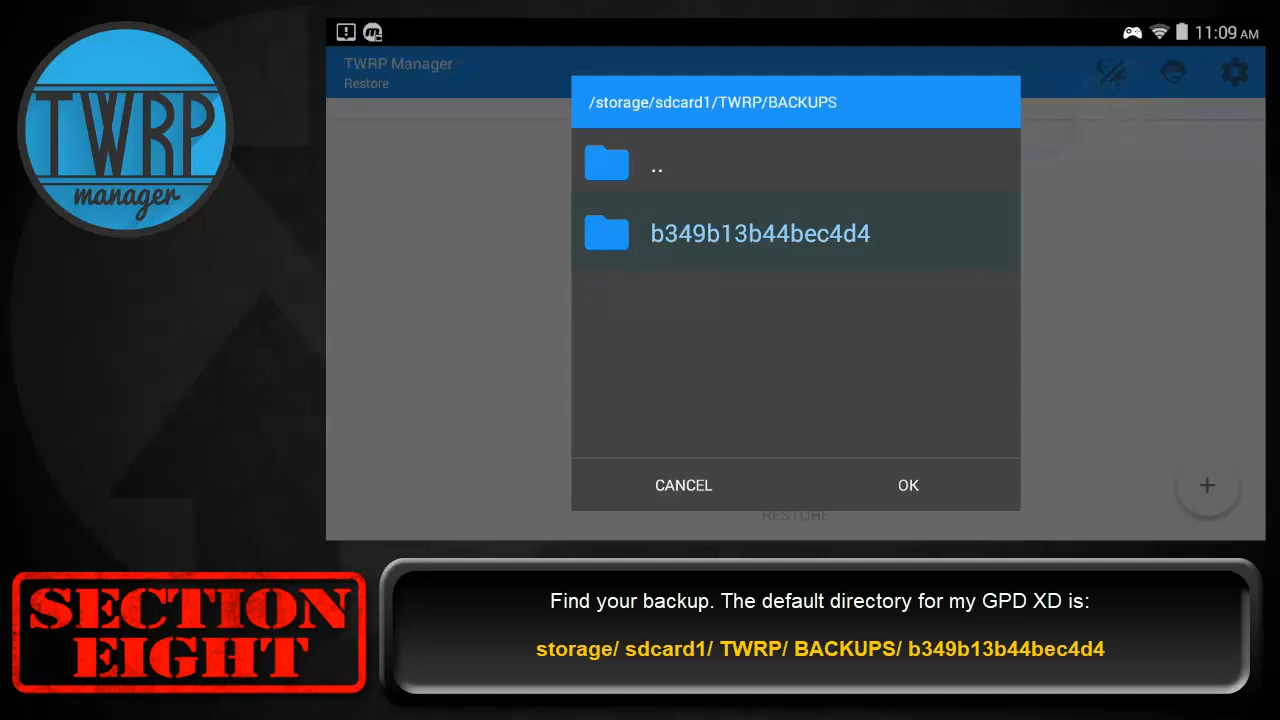 TWRP
manager
11:09 AM
TWRP Manager
Restore
/storage/sdcard1/TWRP/BACKUPS
..
b349b13b44bec4d4
CANCEL
OK
+
RESTORE
SECTION
EIGHT
Find your backup. The default directory for my GPD XD is:
storage/ sdcard1/ TWRP/ BACKUPS/ b349b13b44bec4d4